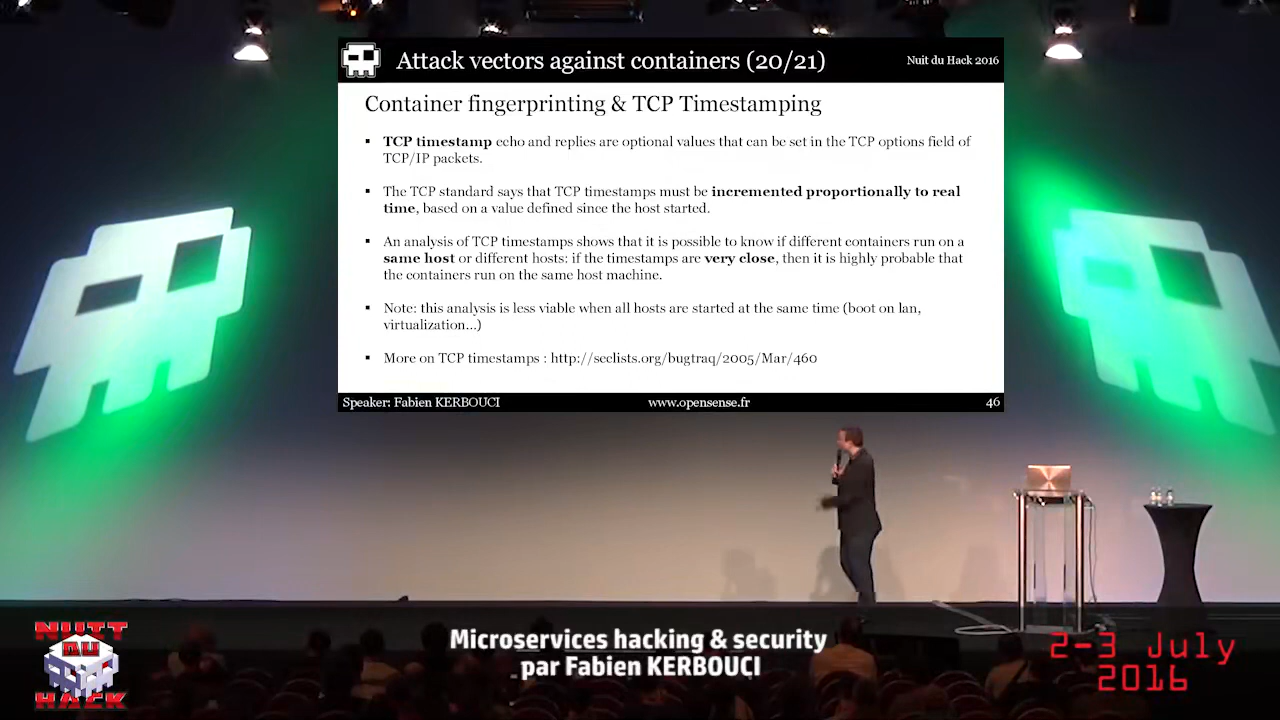 Attack vectors against containers (20/21)
Nuit du Hack 2016
Container fingerprinting & TCP Timestamping
▪ TCP timestamp echo and replies are optional values that can be set in the TCP options field of
TCP/IP packets.
▪ The TCP standard says that TCP timestamps must be incremented proportionally to real
time, based on a value defined since the host started.
▪ An analysis of TCP timestamps shows that it is possible to know if different containers run on a
same host or different hosts: if the timestamps are very close, then it is highly probable that
the containers run on the same host machine.
▪ Note: this analysis is less viable when all hosts are started at the same time (boot on lan,
virtualization...)
▪ More on TCP timestamps : http://seclists.org/bugtraq/2005/Mar/460
Speaker: Fabien KERBOUCI
www.opensense.fr
46
NUIT
DU
HACK
Microservices hacking & security
par Fabien KERBOUCI
2-3 July
2016